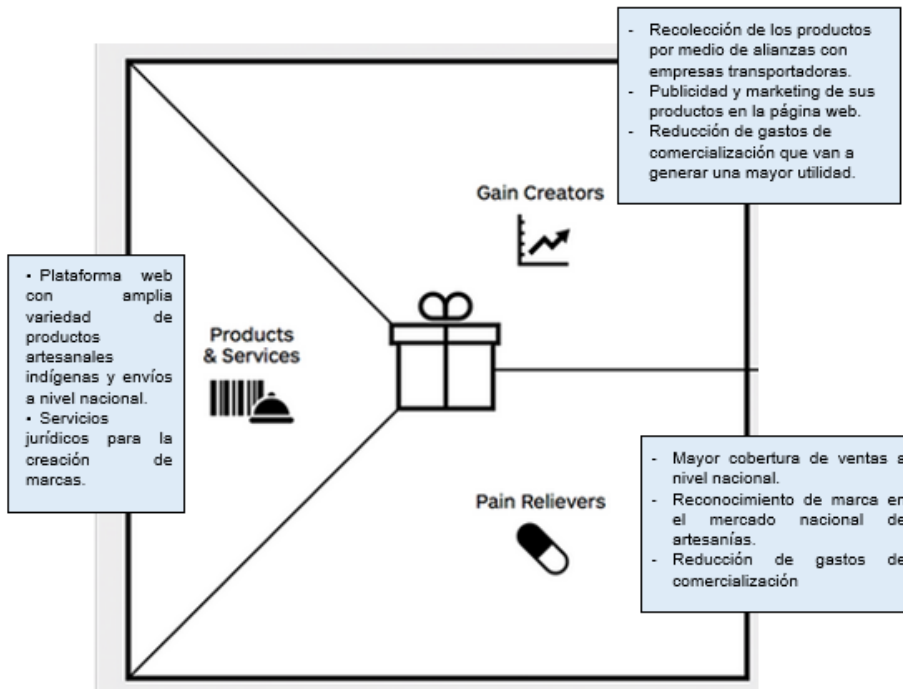 - Recolección de los productos
por medio de alianzas con
empresas transportadoras.
- Publicidad y marketing de sus
productos en la página web.
- Reducción de gastos de
comercialización que van a
generar una mayor utilidad.
Gain Creators
• Plataforma web
con amplia
variedad de
productos
artesanales
indígenas y envíos
a nivel nacional.
• Servicios
jurídicos para la
creación de
marcas.
Products
& Services
Pain Relievers
- Mayor cobertura de ventas a
nivel nacional.
- Reconocimiento de marca en
el mercado nacional de
artesanías.
- Reducción de gastos de
comercialización